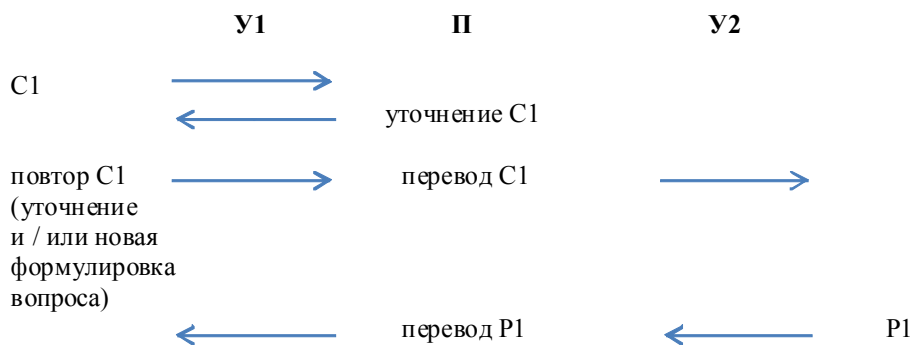 У1 П У2
С1
уточнение С1
повтор С1 перевод С1
(уточнение
и / или новая
формулировка
вопроса)
перевод Р1 Р1